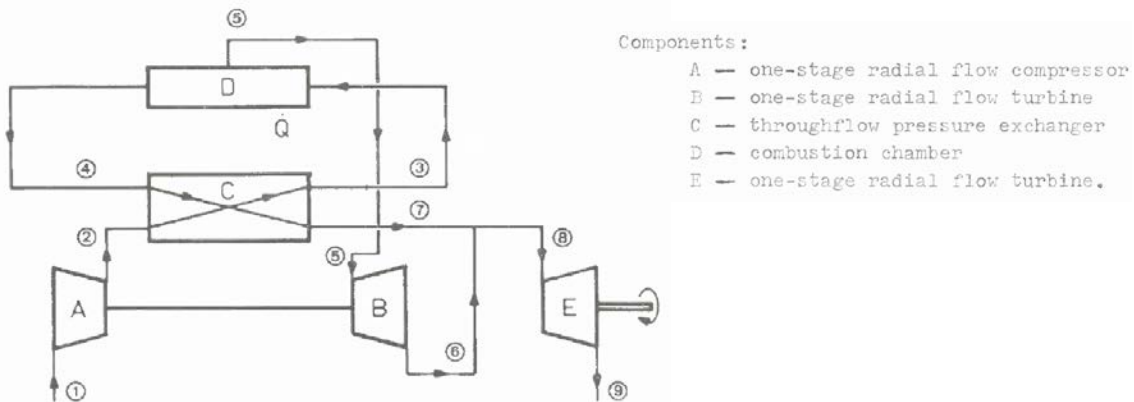 ⑤
D
Q̇
④
③
C
⑦
②
⑧
⑤
A
B
E
⑥
①
⑨
Components:
A — one-stage radial flow compressor
B — one-stage radial flow turbine
C — throughflow pressure exchanger
D — combustion chamber
E — one-stage radial flow turbine.